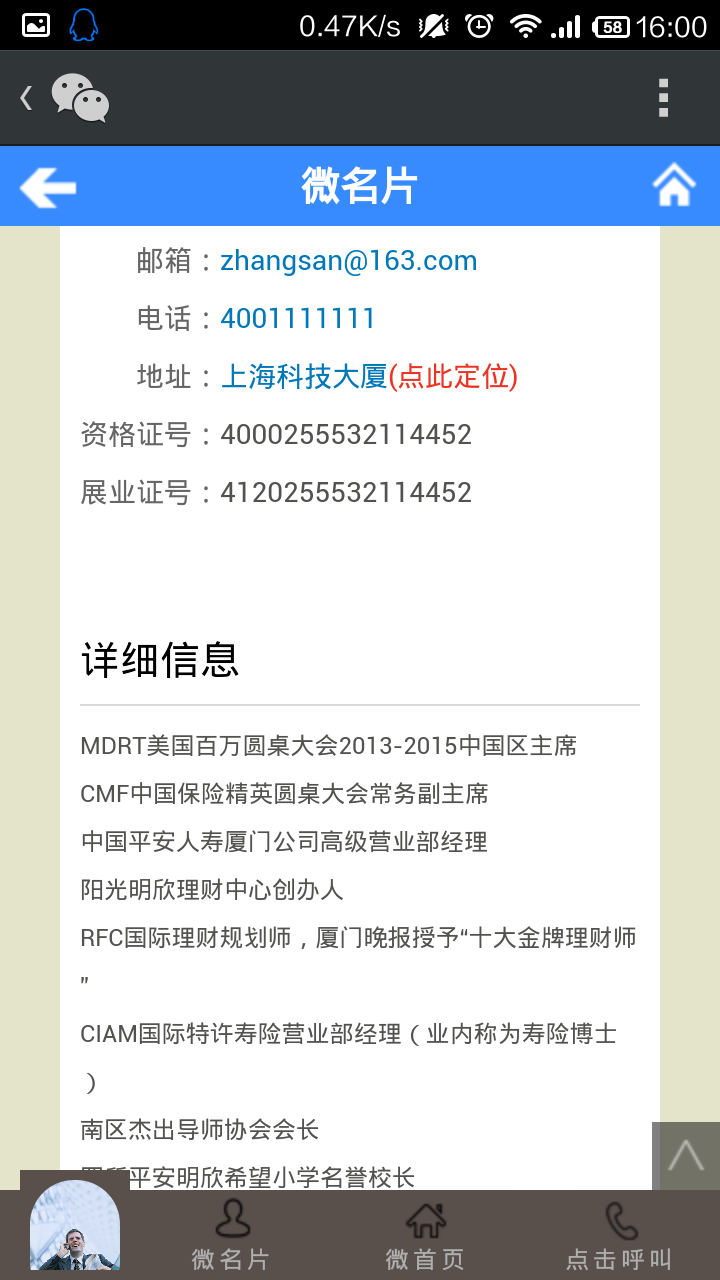 0.47K/s 58 16:00
微名片
邮箱：zhangsan@163.com
电话：4001111111
地址：上海科技大厦(点此定位)
资格证号：4000255532114452
展业证号：4120255532114452
详细信息
MDRT美国百万圆桌大会2013-2015中国区主席
CMF中国保险精英圆桌大会常务副主席
中国平安人寿厦门公司高级营业部经理
阳光明欣理财中心创办人
RFC国际理财规划师，厦门晚报授予“十大金牌理财师
”
CIAM国际特许寿险营业部经理（业内称为寿险博士
）
南区杰出导师协会会长
平安明欣希望小学名誉校长
微名片 微首页 点击呼叫